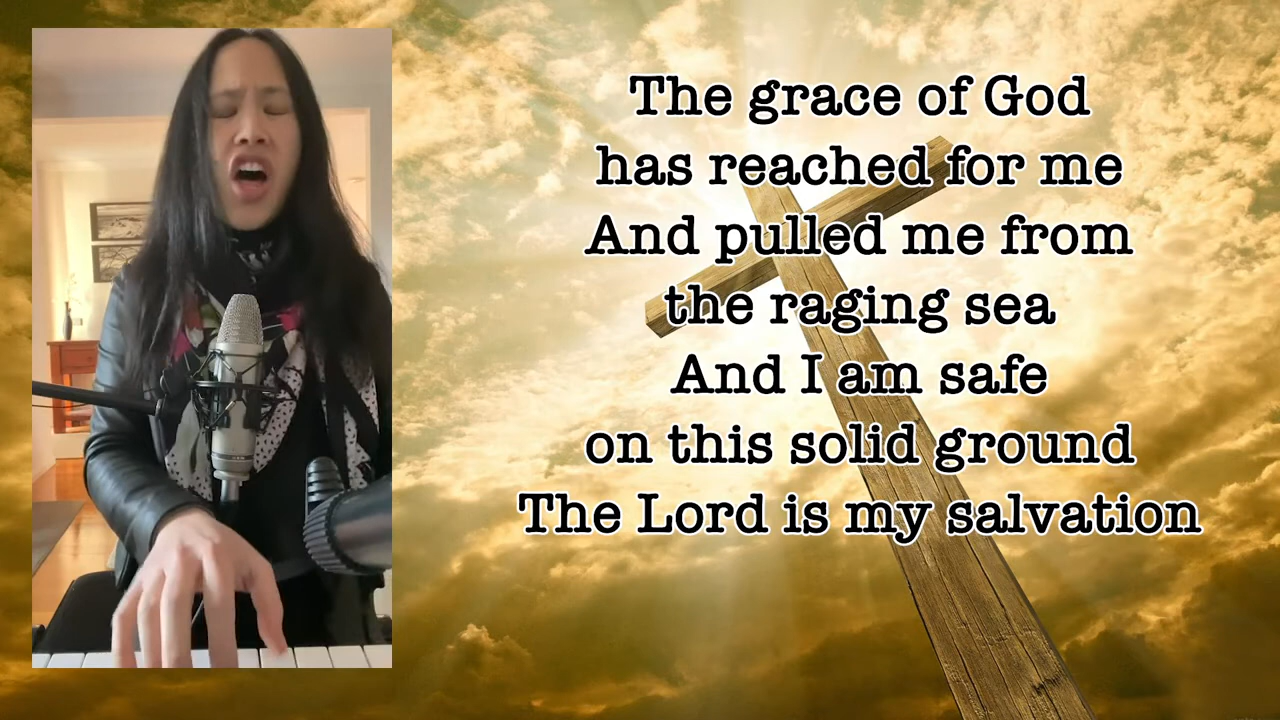 The grace of God
has reached for me
And pulled me from
the raging sea
And I am safe
on this solid ground
The Lord is my salvation